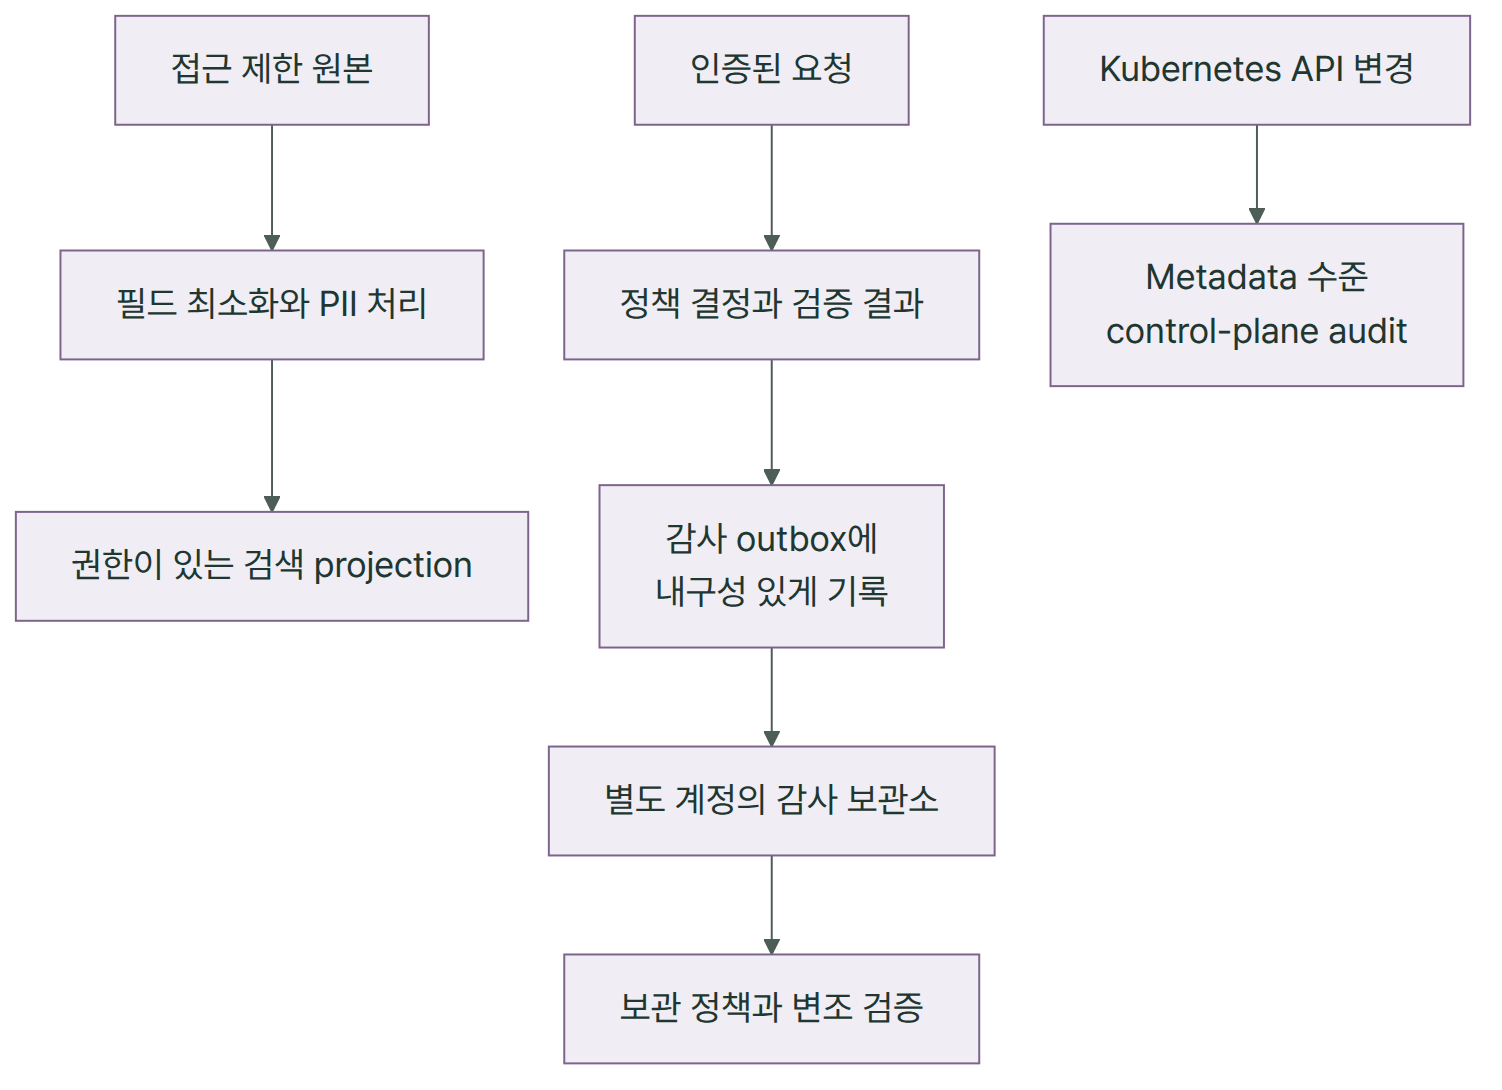 접근 제한 원본
필드 최소화와 PII 처리
권한이 있는 검색 projection
인증된 요청
정책 결정과 검증 결과
감사 outbox에
내구성 있게 기록
별도 계정의 감사 보관소
보관 정책과 변조 검증
Kubernetes API 변경
Metadata 수준
control-plane audit